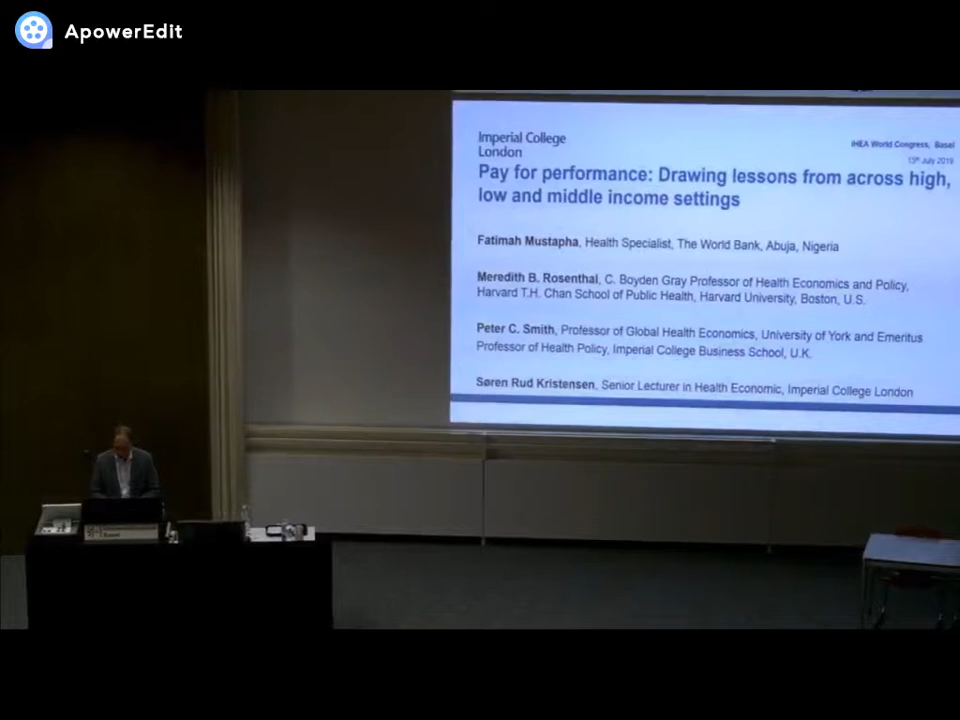 ApowerEdit
Imperial College
London
iHEA World Congress, Basel
15th July 2019
Pay for performance: Drawing lessons from across high,
low and middle income settings
Fatimah Mustapha, Health Specialist, The World Bank, Abuja, Nigeria
Meredith B. Rosenthal, C. Boyden Gray Professor of Health Economics and Policy,
Harvard T.H. Chan School of Public Health, Harvard University, Boston, U.S.
Peter C. Smith, Professor of Global Health Economics, University of York and Emeritus
Professor of Health Policy, Imperial College Business School, U.K.
Søren Rud Kristensen, Senior Lecturer in Health Economic, Imperial College London
Basel